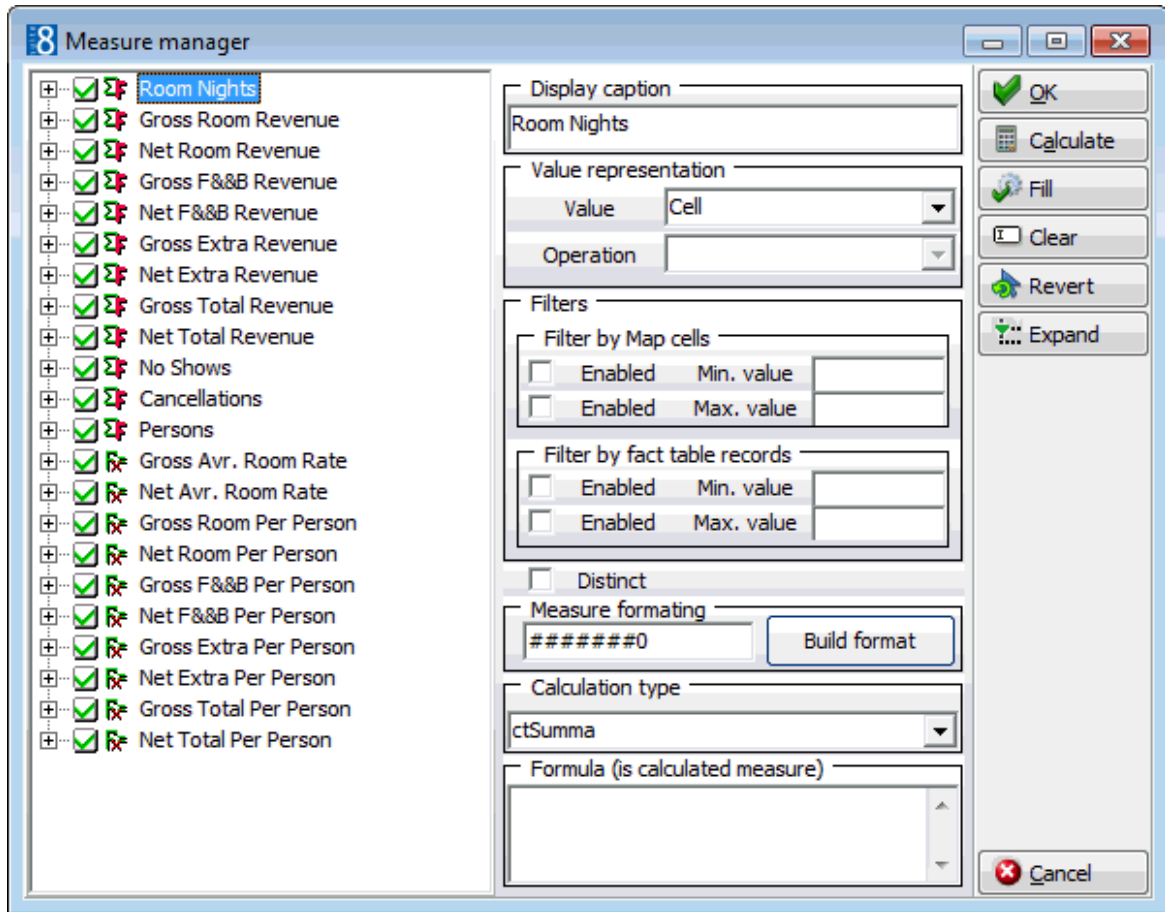 8 Measure manager
Room Nights
Gross Room Revenue
Net Room Revenue
Gross F&&B Revenue
Net F&&B Revenue
Gross Extra Revenue
Net Extra Revenue
Gross Total Revenue
Net Total Revenue
No Shows
Cancellations
Persons
Gross Avr. Room Rate
Net Avr. Room Rate
Gross Room Per Person
Net Room Per Person
Gross F&&B Per Person
Net F&&B Per Person
Gross Extra Per Person
Net Extra Per Person
Gross Total Per Person
Net Total Per Person
Display caption
Room Nights
Value representation
Value Cell
Operation
Filters
Filter by Map cells
Enabled Min. value
Enabled Max. value
Filter by fact table records
Enabled Min. value
Enabled Max. value
Distinct
Measure formating
#######0 Build format
Calculation type
ctSumma
Formula (is calculated measure)
OK
Calculate
Fill
Clear
Revert
Expand
Cancel